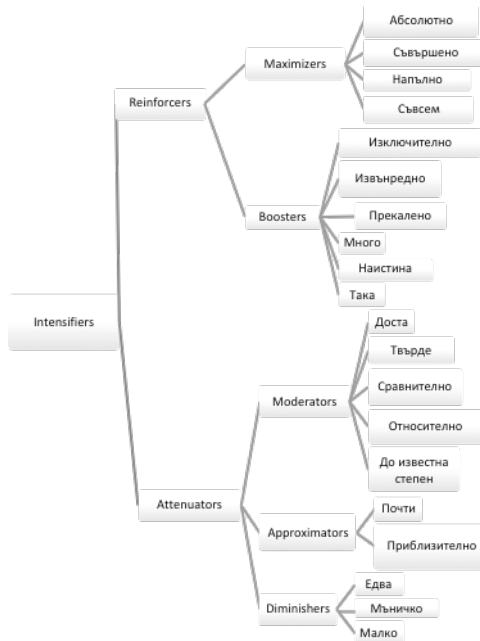 Абсолютно
Съвършено
Maximizers
Напълно
Reinforcers
Съвсем
Изключително
Извънредно
Прекалено
Boosters
Много
Наистина
Така
Intensifiers
Доста
Твърде
Сравнително
Moderators
Относително
До известна
степен
Attenuators
Почти
Approximators
Приблизително
Едва
Diminishers
Мъничко
Малко